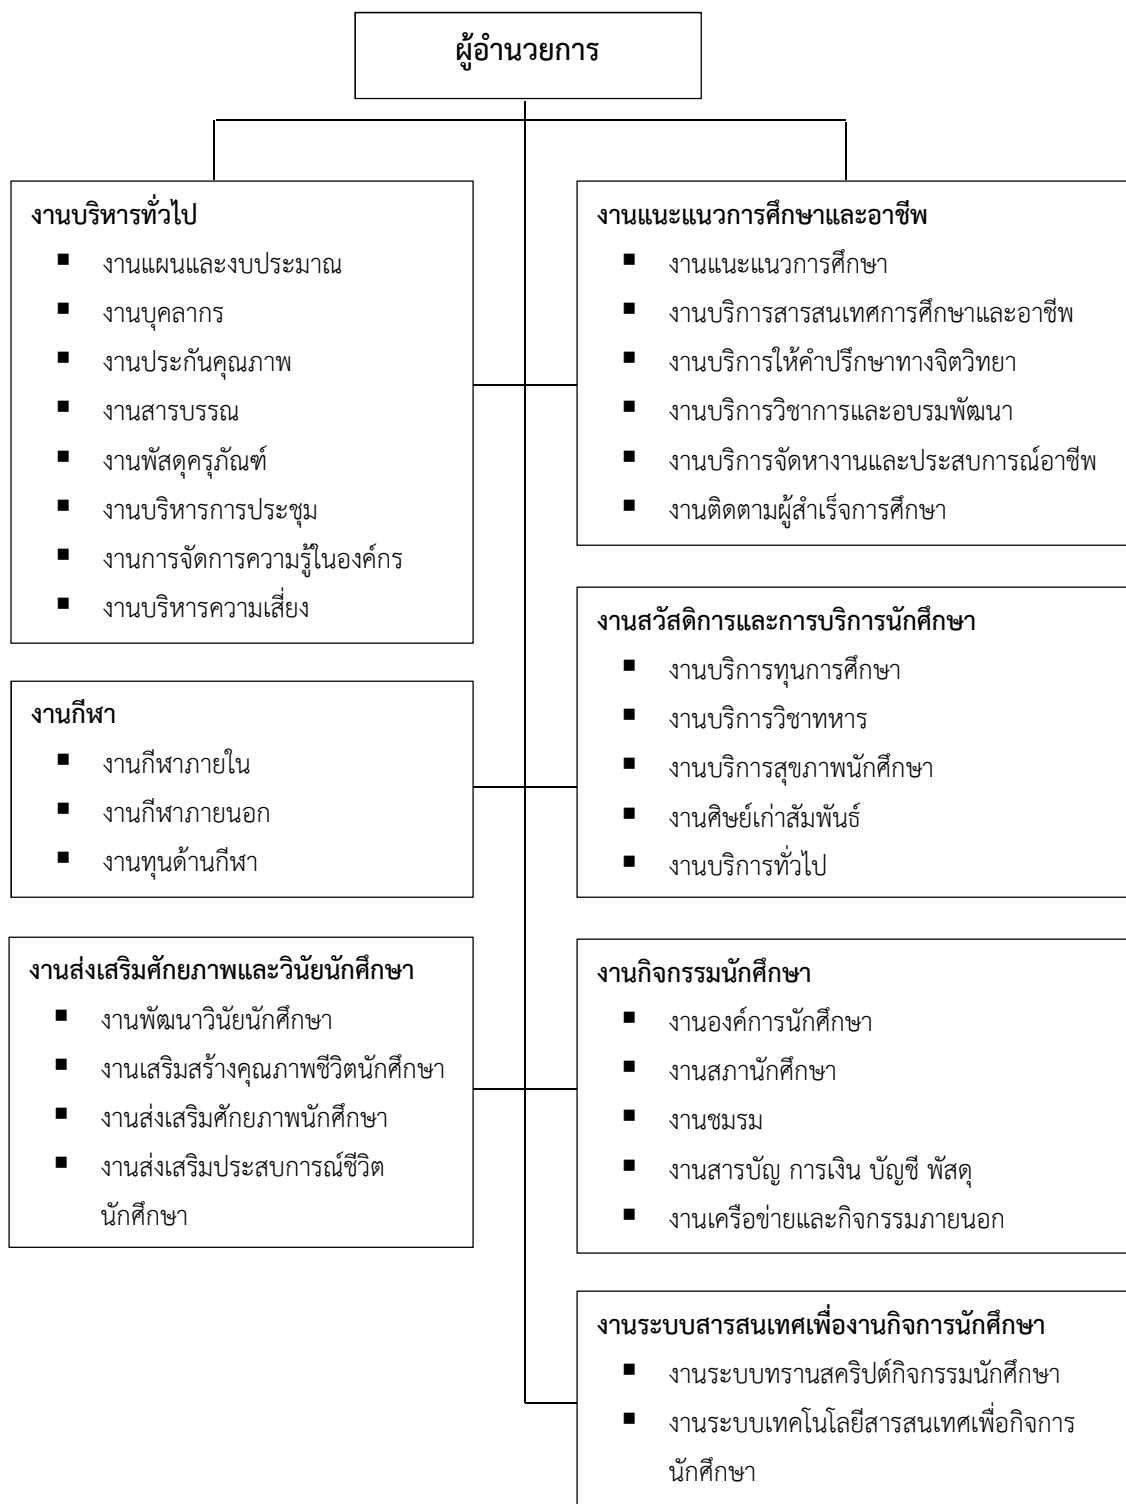 ผู้อำนวยการ
งานบริหารทั่วไป
■ งานแผนและงบประมาณ
■ งานบุคลากร
■ งานประกันคุณภาพ
■ งานสารบรรณ
■ งานพัสดุครุภัณฑ์
■ งานบริหารการประชุม
■ งานการจัดการความรู้ในองค์กร
■ งานบริหารความเสี่ยง
งานแนะแนวการศึกษาและอาชีพ
■ งานแนะแนวการศึกษา
■ งานบริการสารสนเทศการศึกษาและอาชีพ
■ งานบริการให้คำปรึกษาทางจิตวิทยา
■ งานบริการวิชาการและอบรมพัฒนา
■ งานบริการจัดหางานและประสบการณ์อาชีพ
■ งานติดตามผู้สำเร็จการศึกษา
งานกีฬา
■ งานกีฬาภายใน
■ งานกีฬาภายนอก
■ งานทุนด้านกีฬา
งานสวัสดิการและการบริการนักศึกษา
■ งานบริการทุนการศึกษา
■ งานบริการวิชาทหาร
■ งานบริการสุขภาพนักศึกษา
■ งานศิษย์เก่าสัมพันธ์
■ งานบริการทั่วไป
งานส่งเสริมศักยภาพและวินัยนักศึกษา
■ งานพัฒนาวินัยนักศึกษา
■ งานเสริมสร้างคุณภาพชีวิตนักศึกษา
■ งานส่งเสริมศักยภาพนักศึกษา
■ งานส่งเสริมประสบการณ์ชีวิต
นักศึกษา
งานกิจกรรมนักศึกษา
■ งานองค์การนักศึกษา
■ งานสภานักศึกษา
■ งานชมรม
■ งานสารบัญ การเงิน บัญชี พัสดุ
■ งานเครือข่ายและกิจกรรมภายนอก
งานระบบสารสนเทศเพื่องานกิจการนักศึกษา
■ งานระบบทรานสคริปต์กิจกรรมนักศึกษา
■ งานระบบเทคโนโลยีสารสนเทศเพื่อกิจการ
นักศึกษา